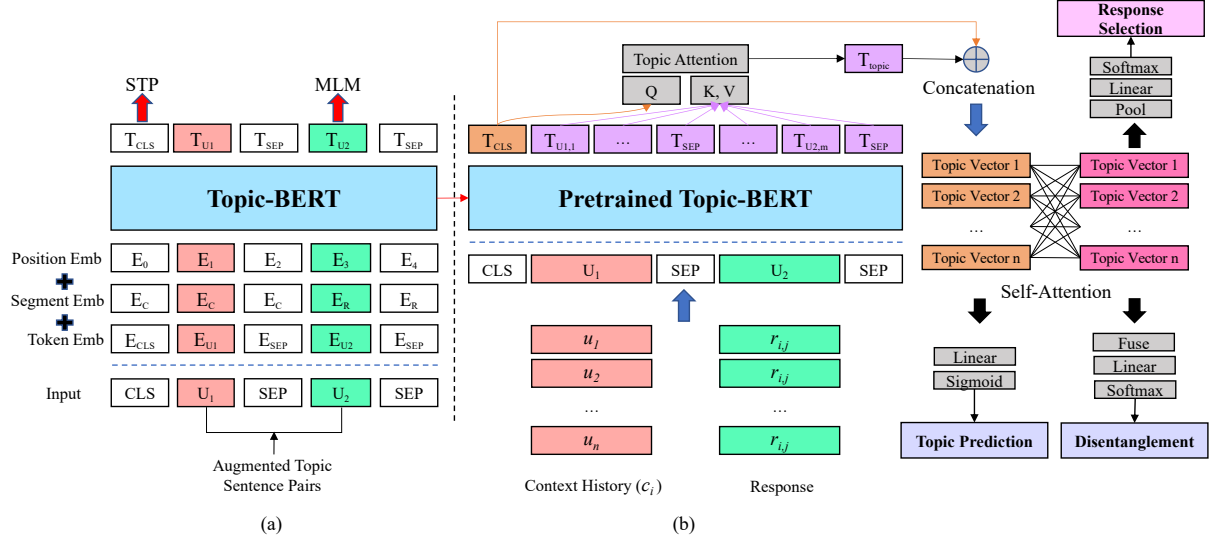 STP
MLM
T_CLS
T_U1
T_SEP
T_U2
T_SEP
Topic-BERT
Position Emb
E_0
E_1
E_2
E_3
E_4
Segment Emb
E_C
E_C
E_C
E_R
E_R
Token Emb
E_CLS
E_U1
E_SEP
E_U2
E_SEP
Input
CLS
U_1
SEP
U_2
SEP
Augmented Topic
Sentence Pairs
(a)
Topic Attention
Q
K, V
T_topic
Concatenation
T_CLS
T_U1,1
...
T_SEP
...
T_U2,m
T_SEP
Pretrained Topic-BERT
CLS
U_1
SEP
U_2
SEP
u_1
r_i,j
u_2
r_i,j
...
...
u_n
r_i,j
Context History (c_i)
Response
(b)
Response
Selection
Softmax
Linear
Pool
Topic Vector 1
Topic Vector 2
...
Topic Vector n
Topic Vector 1
Topic Vector 2
...
Topic Vector n
Self-Attention
Linear
Sigmoid
Topic Prediction
Fuse
Linear
Softmax
Disentanglement